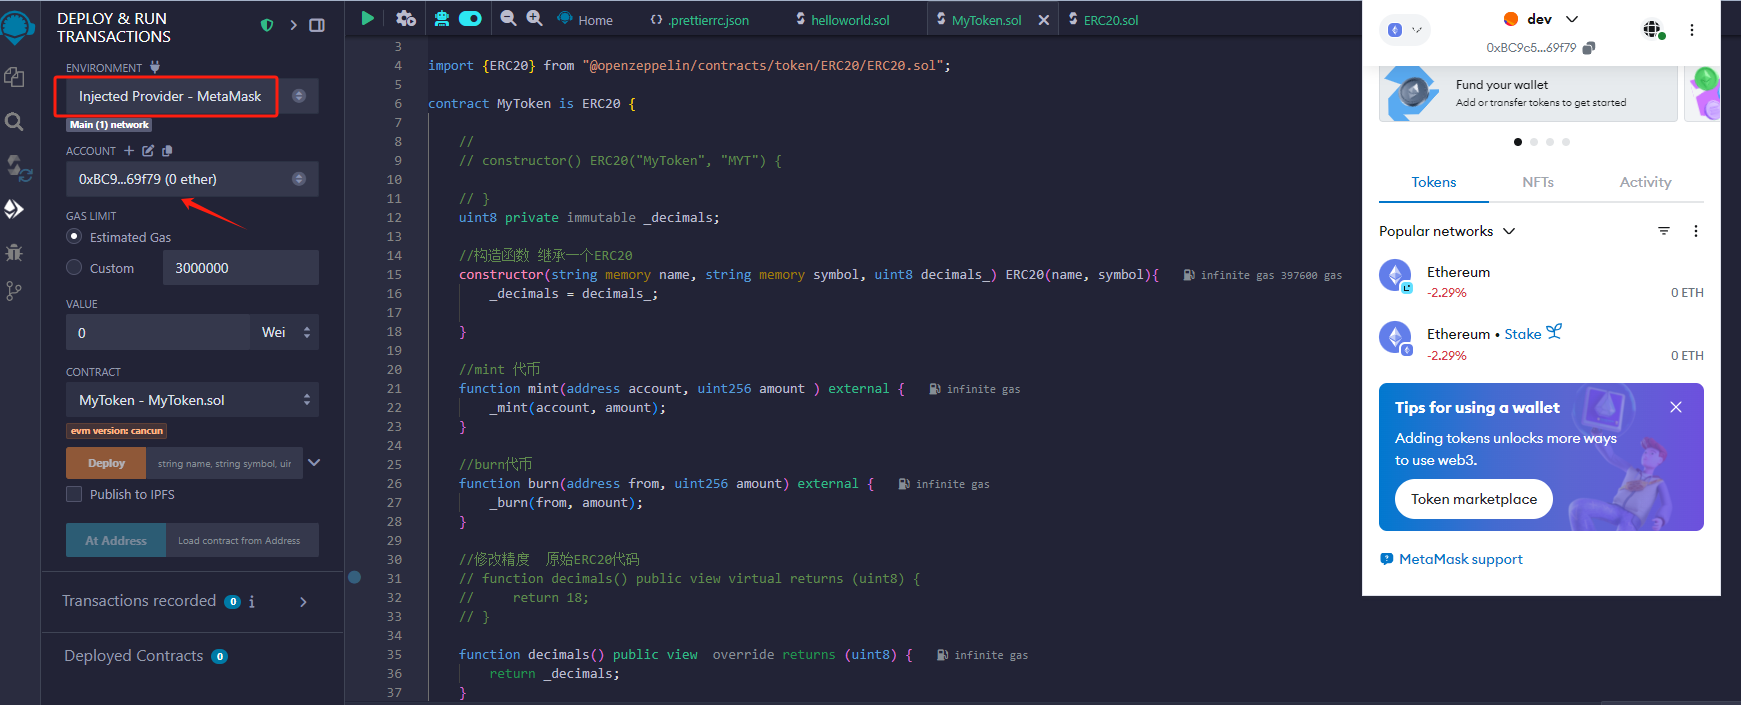 DEPLOY & RUN
TRANSACTIONS
ENVIRONMENT
Injected Provider - MetaMask
Main (1) network
ACCOUNT
0xBC9...69f79 (0 ether)
GAS LIMIT
Estimated Gas
Custom
3000000
VALUE
0
Wei
CONTRACT
MyToken - MyToken.sol
evm version: cancun
Deploy
string name, string symbol, uir
Publish to IPFS
At Address
Load contract from Address
Transactions recorded 0 i
Deployed Contracts 0
Home
.prettierrc.json
helloworld.sol
MyToken.sol
ERC20.sol
3
4 import {ERC20} from "@openzeppelin/contracts/token/ERC20/ERC20.sol";
5
6 contract MyToken is ERC20 {
7
8 //
9 // constructor() ERC20("MyToken", "MYT") {
10
11 // }
12 uint8 private immutable _decimals;
13
14 //构造函数 继承一个ERC20
15 constructor(string memory name, string memory symbol, uint8 decimals_) ERC20(name, symbol){ infinite gas 397600 gas
16 _decimals = decimals_;
17
18 }
19
20 //mint 代币
21 function mint(address account, uint256 amount ) external { infinite gas
22 _mint(account, amount);
23 }
24
25 //burn代币
26 function burn(address from, uint256 amount) external { infinite gas
27 _burn(from, amount);
28 }
29
30 //修改精度 原始ERC20代码
31 // function decimals() public view virtual returns (uint8) {
32 // return 18;
33 // }
34
35 function decimals() public view override returns (uint8) { infinite gas
36 return _decimals;
37 }
dev
0xBC9c5...69f79
Fund your wallet
Add or transfer tokens to get started
Tokens
NFTs
Activity
Popular networks
Ethereum
-2.29%
0 ETH
Ethereum • Stake
-2.29%
0 ETH
Tips for using a wallet
Adding tokens unlocks more ways
to use web3.
Token marketplace
MetaMask support